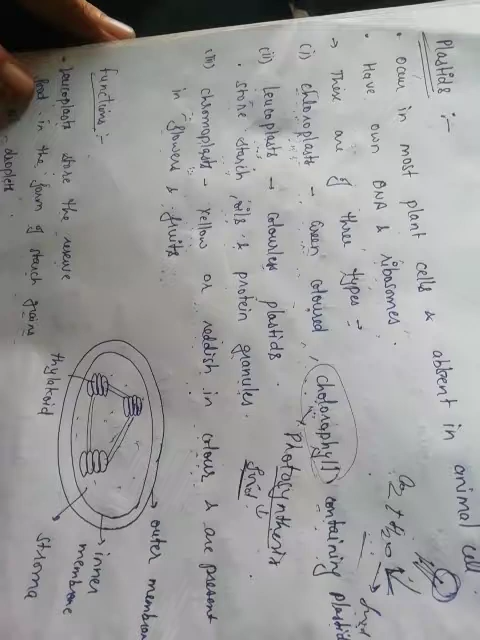 Plastids :-
• Occur in most plant cells & absent in animal cell.
• Have own DNA & ribosomes.
→ There are of three types →
(i) chloroplasts → Green coloured, containing plastids
Photosynthesis
(ii) leucoplasts → colourless plastids.
• store starch, oils & protein granules.
(iii) chromoplasts → yellow or reddish in colour & are present
in flowers & fruits
functions :-
• Leucoplasts store the reserve
food in the form of starch grains
droplets.
outer membrane
inner
membrane
stroma
thylakoid